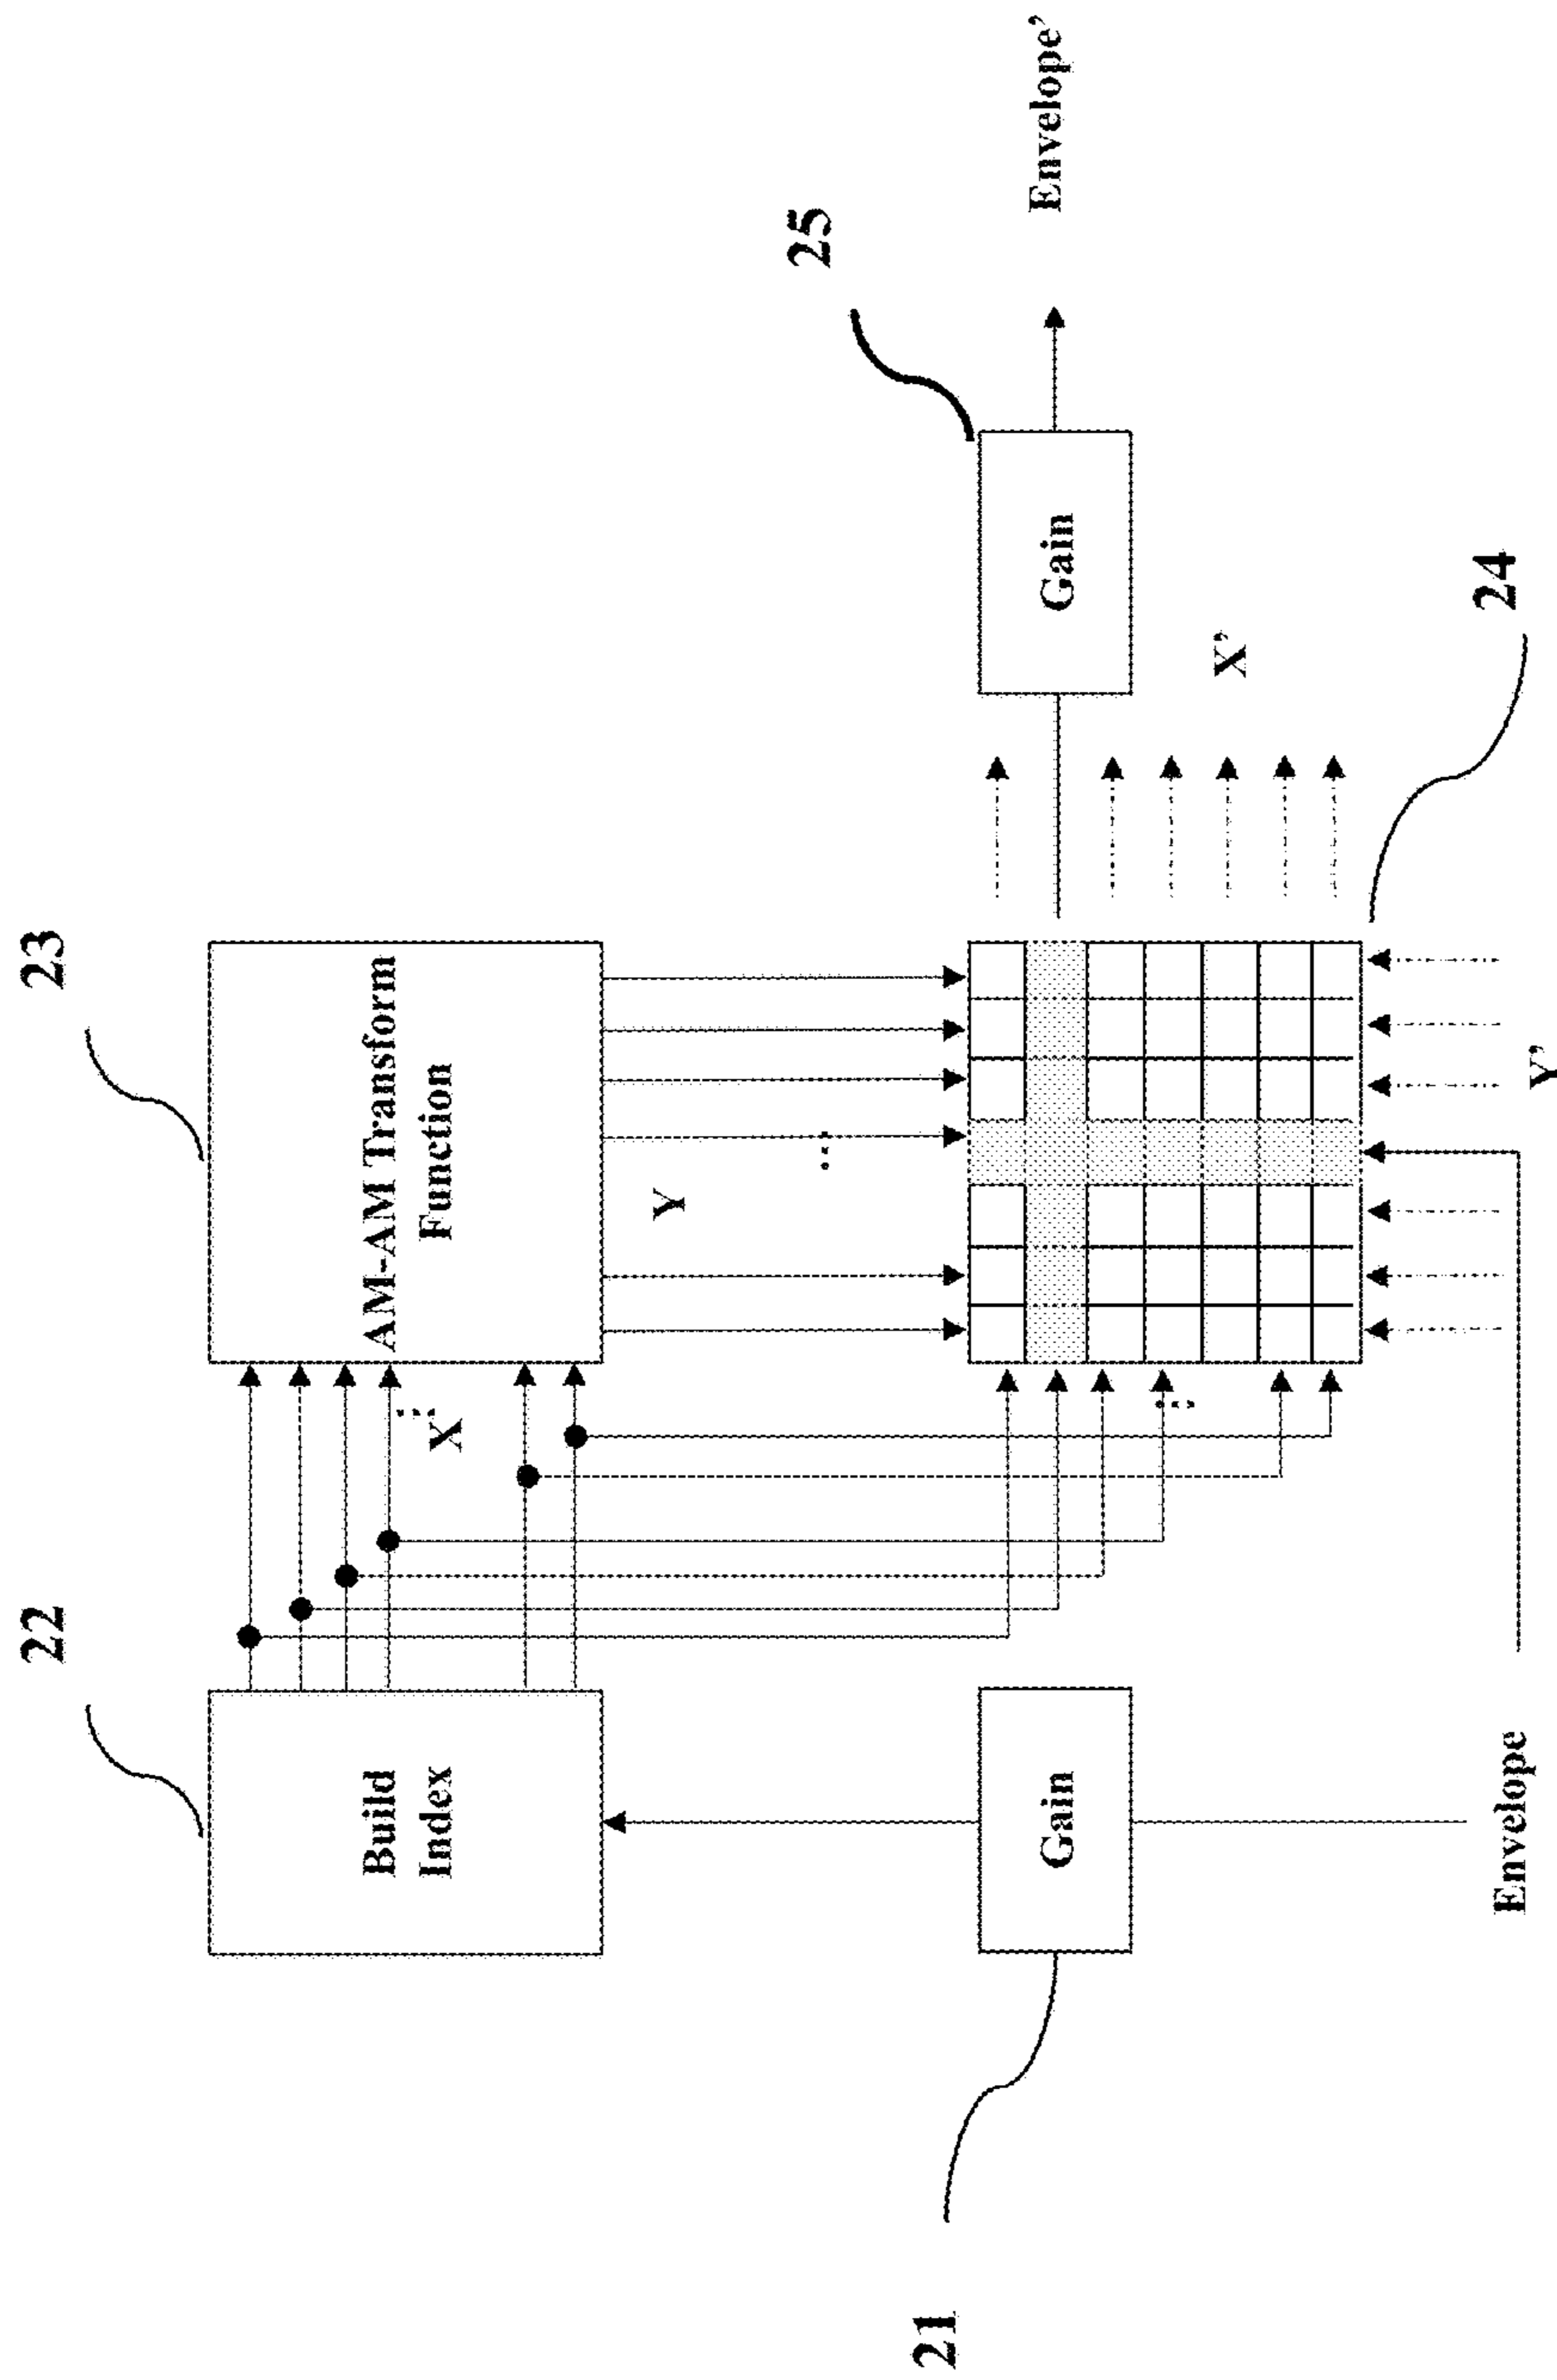 22
23
Build
Index
AM-AM Transform
Function
X
Y
25
21
Gain
Gain
Envelope’
X’
24
Envelope
Y’